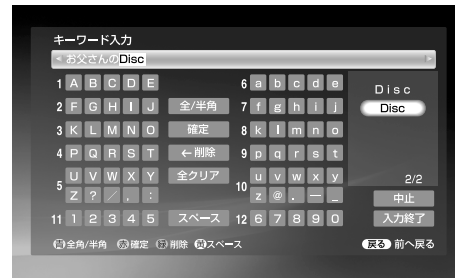 キーワード入力
お父さんのDisc
1 A B C D E 6 a b c d e
2 F G H I J 全/半角 7 f g h i j
3 K L M N O 確定 8 k l m n o
4 P Q R S T ←削除 9 p q r s t
5 U V W X Y 全クリア 10 u v w x y
Z ? / , : z @ . — _
11 1 2 3 4 5 スペース 12 6 7 8 9 0
Ｄｉｓｃ
Disc
2/2
中止
入力終了
青 全角/半角 赤 確定 緑 削除 黄 スペース
戻る 前へ戻る